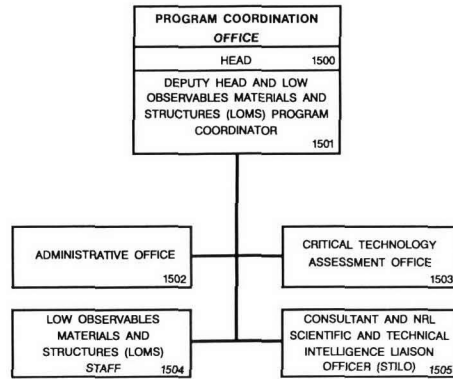 PROGRAM COORDINATION
OFFICE
HEAD 1500
DEPUTY HEAD AND LOW
OBSERVABLES MATERIALS AND
STRUCTURES (LOMS) PROGRAM
COORDINATOR
1501
ADMINISTRATIVE OFFICE
1502
CRITICAL TECHNOLOGY
ASSESSMENT OFFICE
1503
LOW OBSERVABLES
MATERIALS AND
STRUCTURES (LOMS)
STAFF 1504
CONSULTANT AND NRL
SCIENTIFIC AND TECHNICAL
INTELLIGENCE LIAISON
OFFICER (STILO) 1505